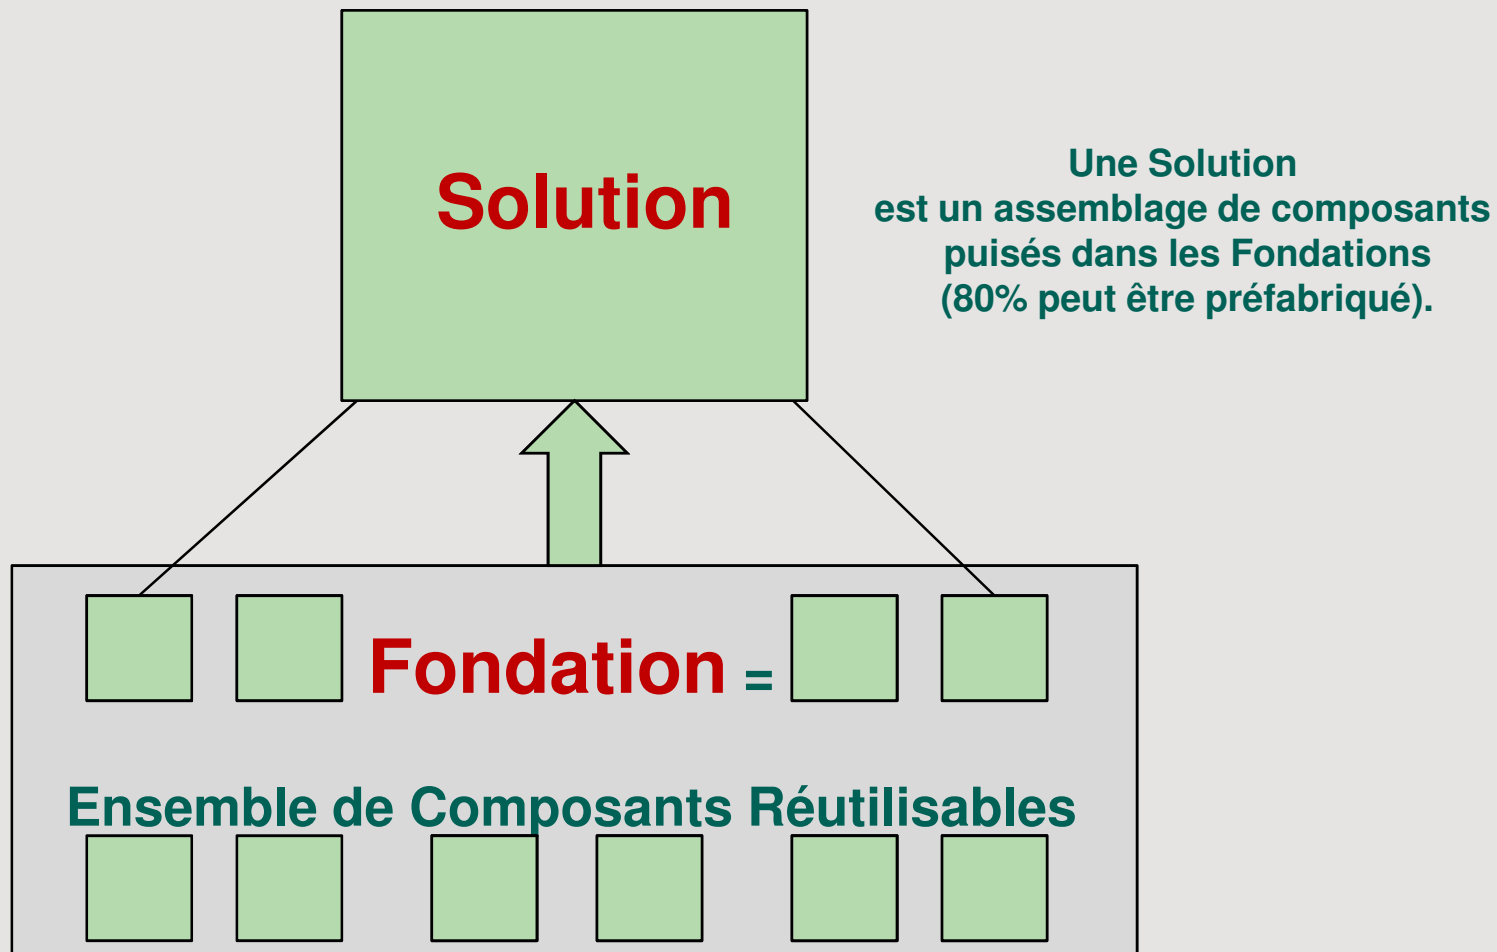 Solution
Une Solution
est un assemblage de composants
puisés dans les Fondations
(80% peut être préfabriqué).
Fondation =
Ensemble de Composants Réutilisables